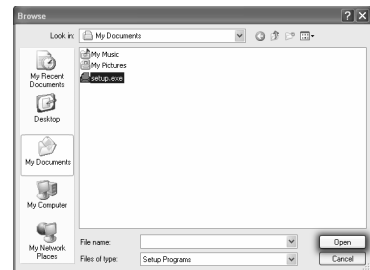 Browse
Look in: My Documents
My Music
My Pictures
setup.exe
My Recent
Documents
Desktop
My Documents
My Computer
My Network
Places
File name:
Open
Files of type: Setup Programs
Cancel